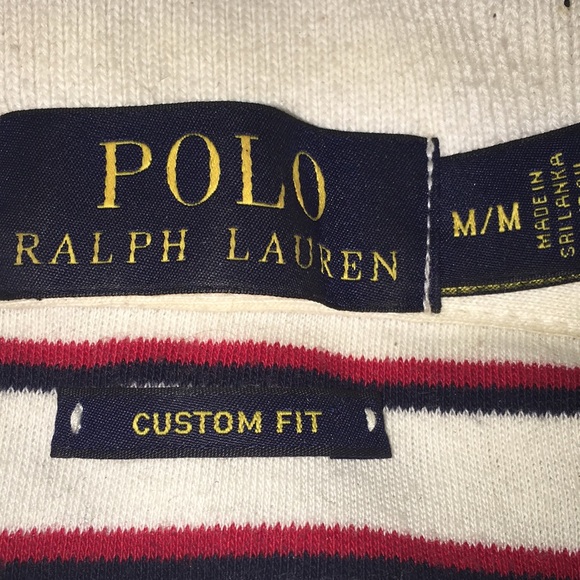 POLO
RALPH LAUREN
M/M
MADE IN
SRI LANKA
CUSTOM FIT